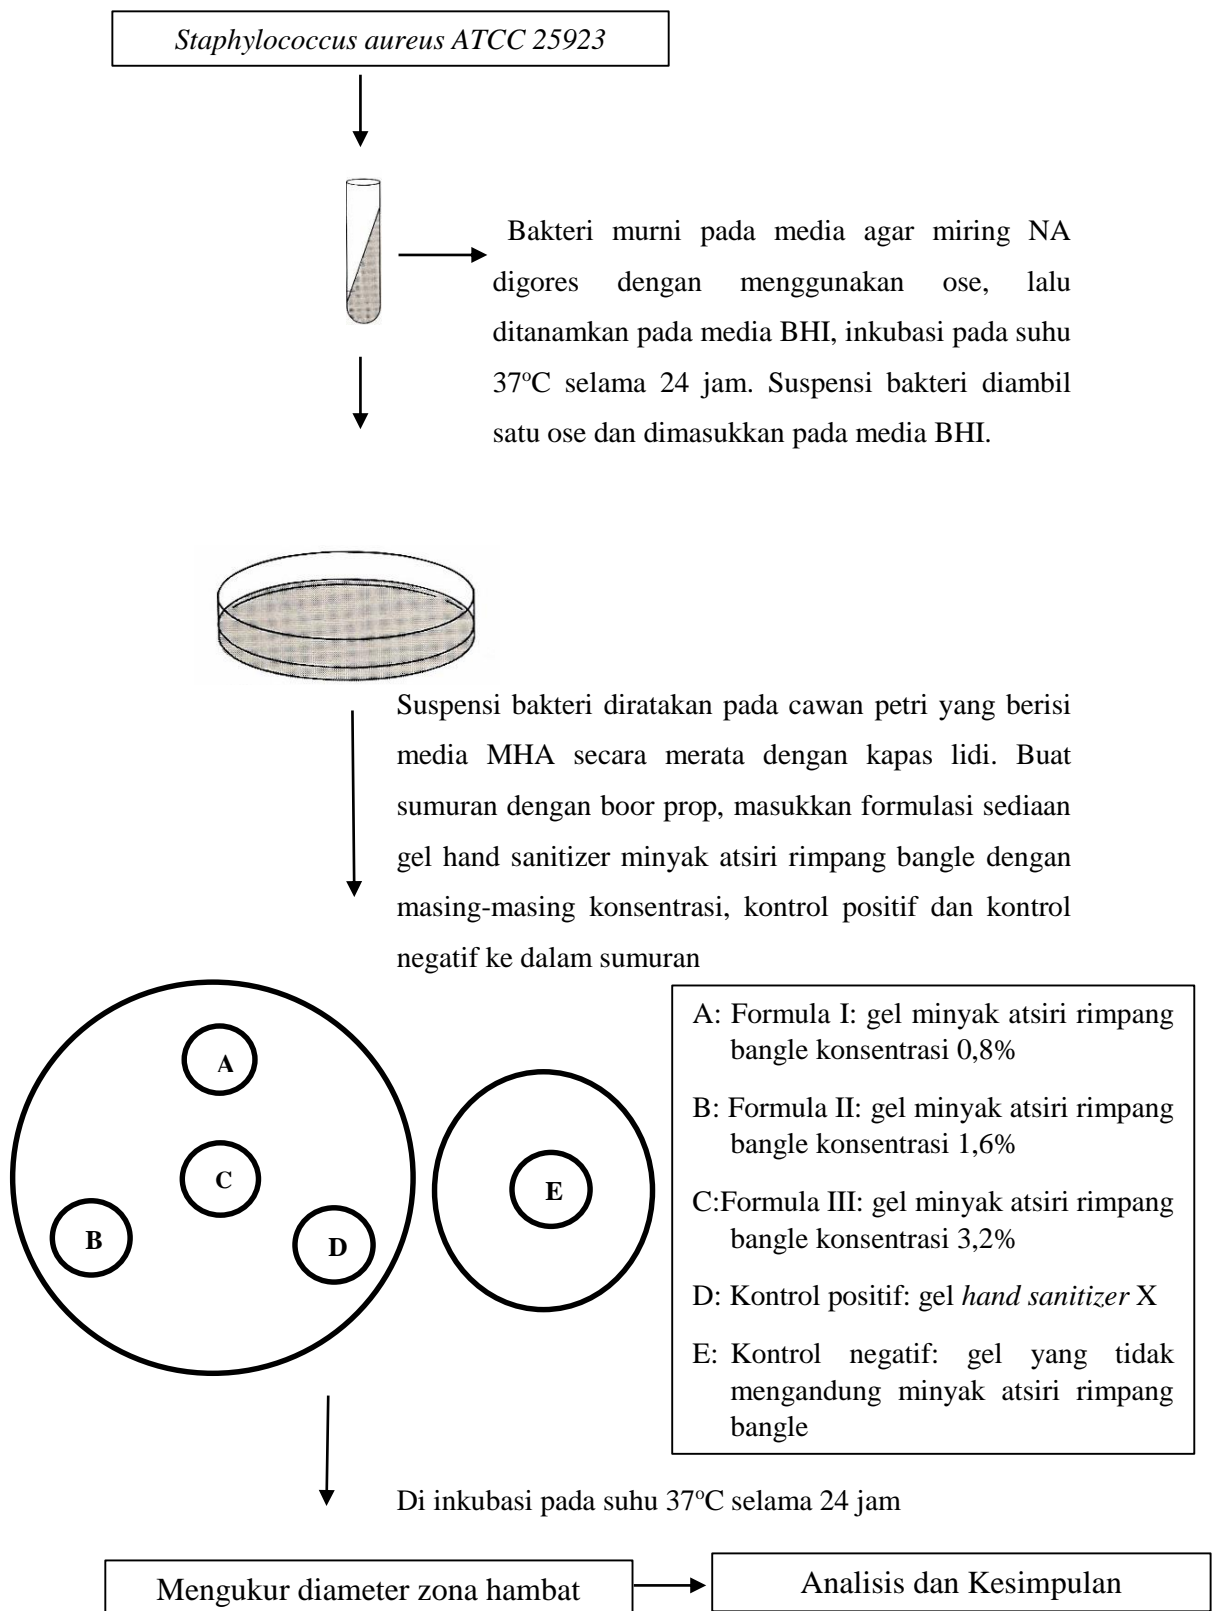 Staphylococcus aureus ATCC 25923
Bakteri murni pada media agar miring NA
digores dengan menggunakan ose, lalu
ditanamkan pada media BHI, inkubasi pada suhu
37ºC selama 24 jam. Suspensi bakteri diambil
satu ose dan dimasukkan pada media BHI.
Suspensi bakteri diratakan pada cawan petri yang berisi
media MHA secara merata dengan kapas lidi. Buat
sumuran dengan boor prop, masukkan formulasi sediaan
gel hand sanitizer minyak atsiri rimpang bangle dengan
masing-masing konsentrasi, kontrol positif dan kontrol
negatif ke dalam sumuran
A
C
B
D
E
A: Formula I: gel minyak atsiri rimpang
bangle konsentrasi 0,8%
B: Formula II: gel minyak atsiri rimpang
bangle konsentrasi 1,6%
C:Formula III: gel minyak atsiri rimpang
bangle konsentrasi 3,2%
D: Kontrol positif: gel hand sanitizer X
E: Kontrol negatif: gel yang tidak
mengandung minyak atsiri rimpang
bangle
Di inkubasi pada suhu 37ºC selama 24 jam
Mengukur diameter zona hambat
Analisis dan Kesimpulan